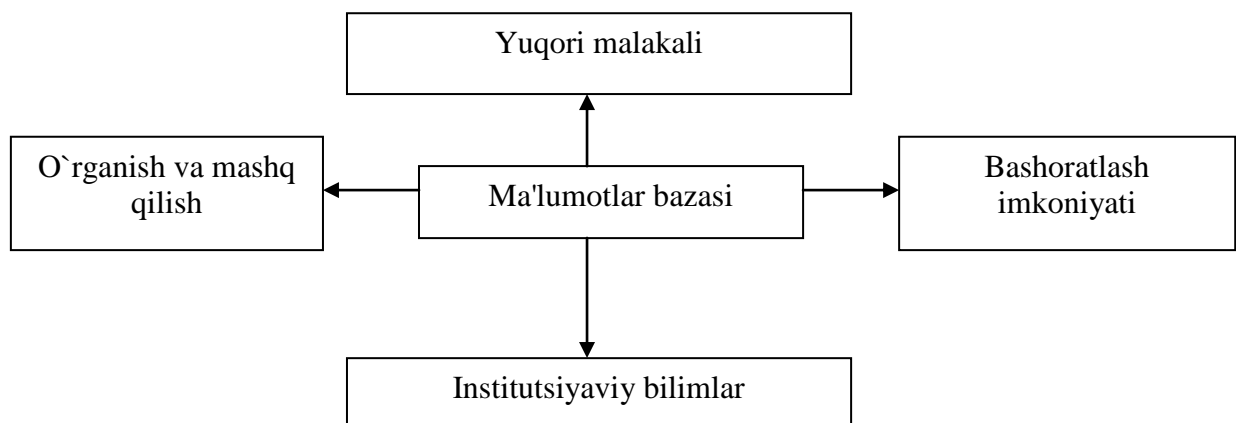 Yuqori malakali
O`rganish va mashq
qilish
Ma'lumotlar bazasi
Bashoratlash
imkoniyati
Institutsiyaviy bilimlar